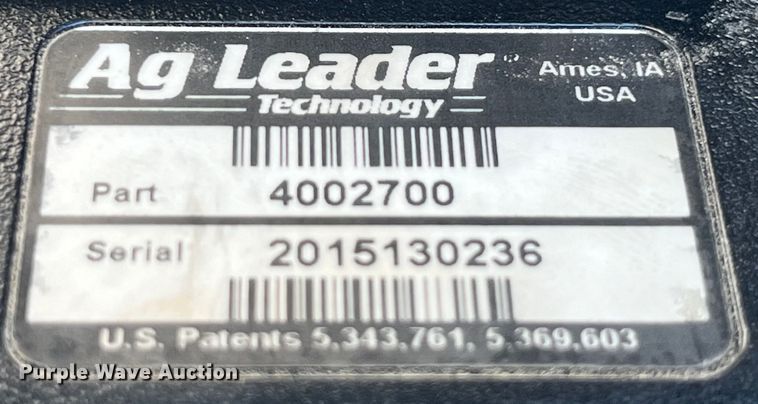 Ag Leader Ames, IA
Technology USA
Part 4002700
Serial 2015130236
U.S. Patents 5,343,761, 5,369,603
Purple Wave Auction